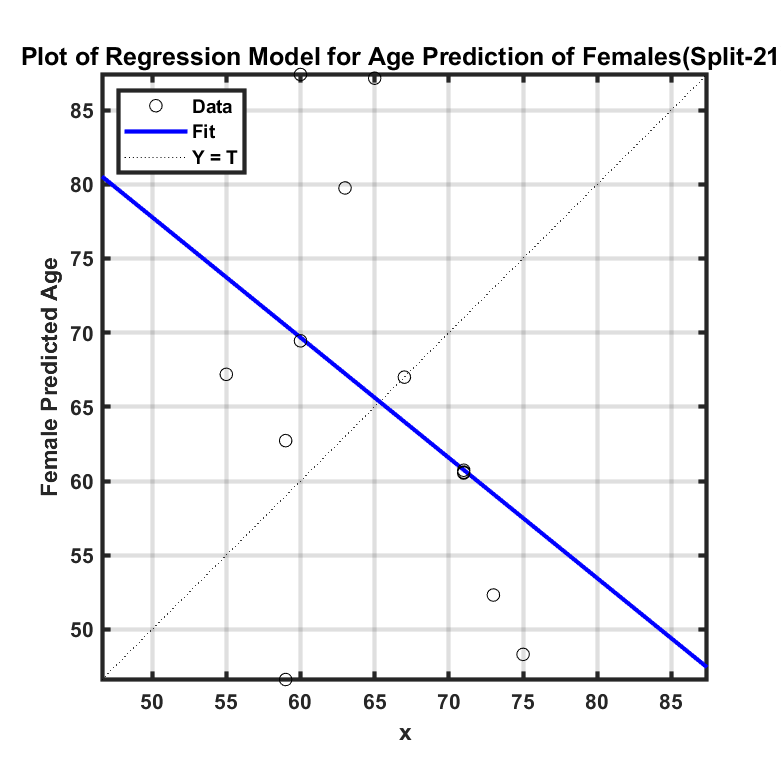 Plot of Regression Model for Age Prediction of Females(Split-21
Data
Fit
Y = T
85
80
75
70
65
60
55
50
Female Predicted Age
50 55 60 65 70 75 80 85
x